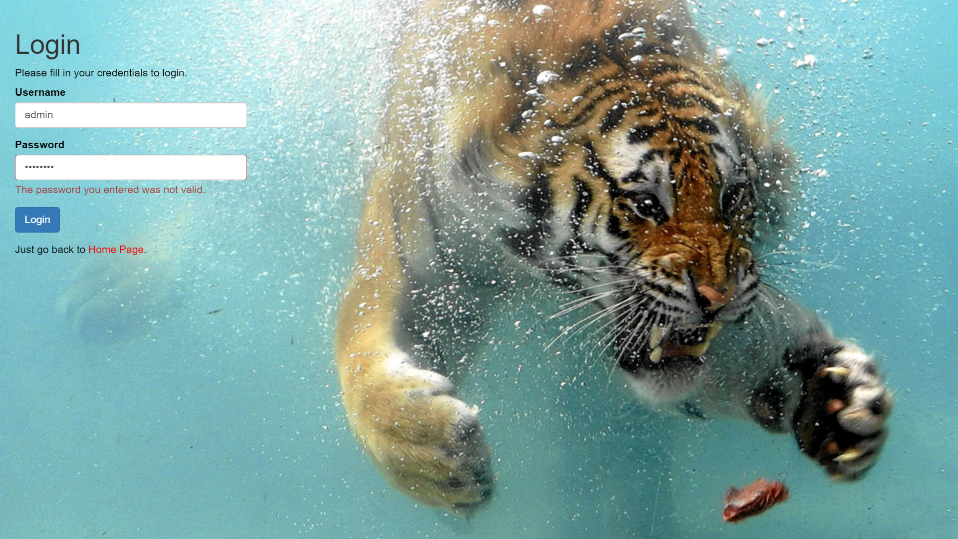 Login
Please fill in your credentials to login.
Username
admin
Password
••••••••
The password you entered was not valid.
Login
Just go back to Home Page.